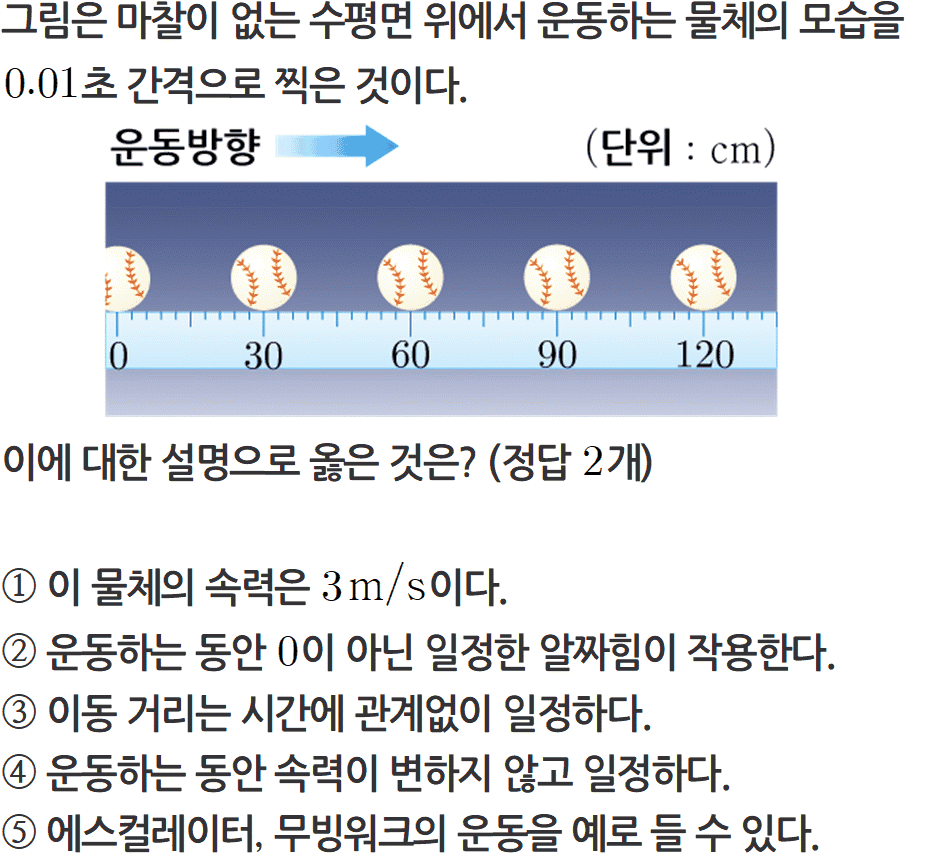 그림은 마찰이 없는 수평면 위에서 운동하는 물체의 모습을
0.01초 간격으로 찍은 것이다.
운동방향 (단위 : cm)
0 30 60 90 120
이에 대한 설명으로 옳은 것은? (정답 2개)
① 이 물체의 속력은 3m/s이다.
② 운동하는 동안 0이 아닌 일정한 알짜힘이 작용한다.
③ 이동 거리는 시간에 관계없이 일정하다.
④ 운동하는 동안 속력이 변하지 않고 일정하다.
⑤ 에스컬레이터, 무빙워크의 운동을 예로 들 수 있다.